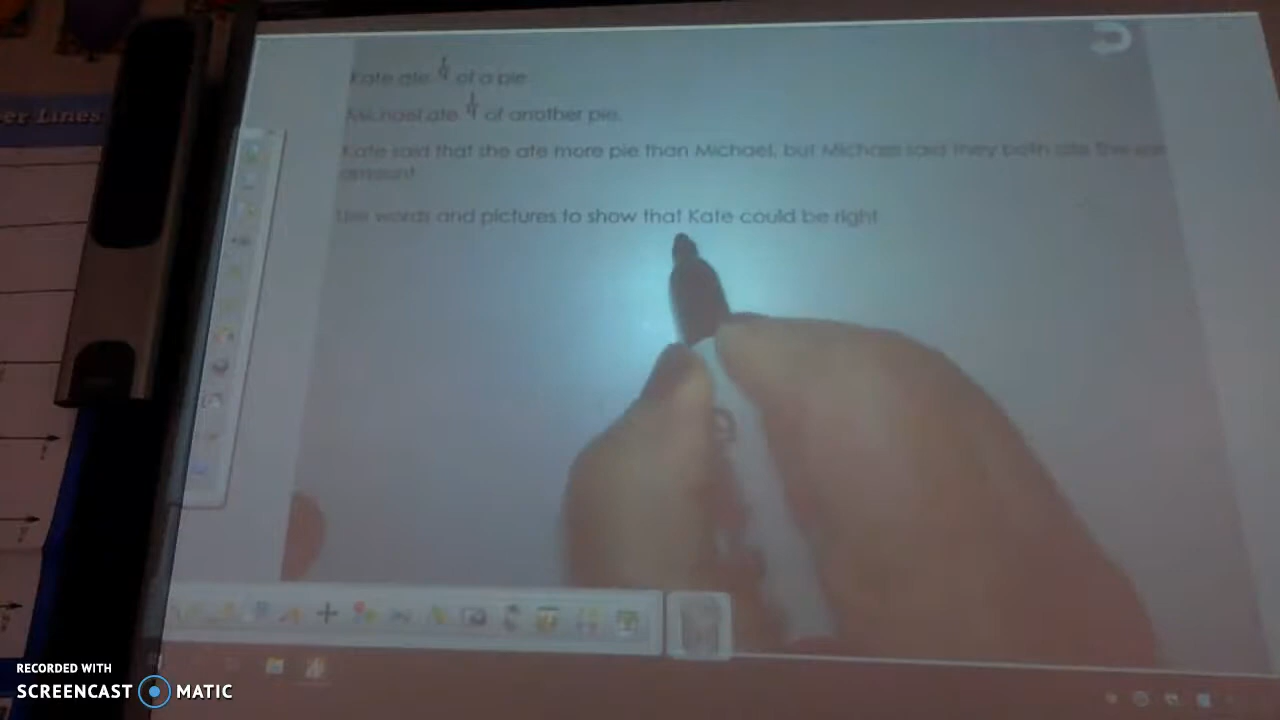 er Lines
Kate ate 1/4 of a pie
Michael ate 1/4 of another pie.
Kate said that she ate more pie than Michael, but Michael said they both ate the
amount
Use words and pictures to show that Kate could be right
RECORDED WITH
SCREENCAST MATIC